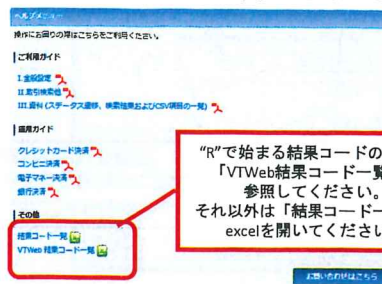 ヘルプメニュー
操作にお困りの際はこちらをご利用ください。
ご利用ガイド
I.全般設定
II.取引検索他
III.資料（ステータス遷移、検索結果およびCSV項目の一覧）
運用ガイド
クレジットカード決済
コンビニ決済
電子マネー決済
銀行決済
"R"で始まる結果コードの
「VTWeb結果コード一覧
参照してください。
それ以外は「結果コード一
excelを開いてください
その他
結果コード一覧
VTWeb 結果コード一覧
お問い合わせはこちら